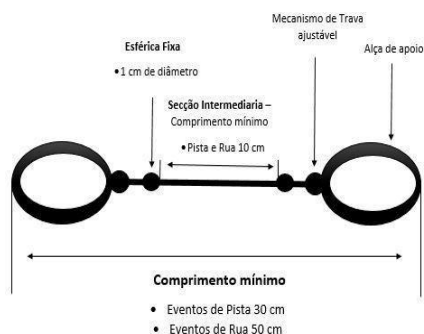 Mecanismo de Trava
ajustável
Esférica Fixa
Alça de apoio
•1 cm de diâmetro
Secção Intermediaria –
Comprimento mínimo
•Pista e Rua 10 cm
Comprimento mínimo
• Eventos de Pista 30 cm
• Eventos de Rua 50 cm